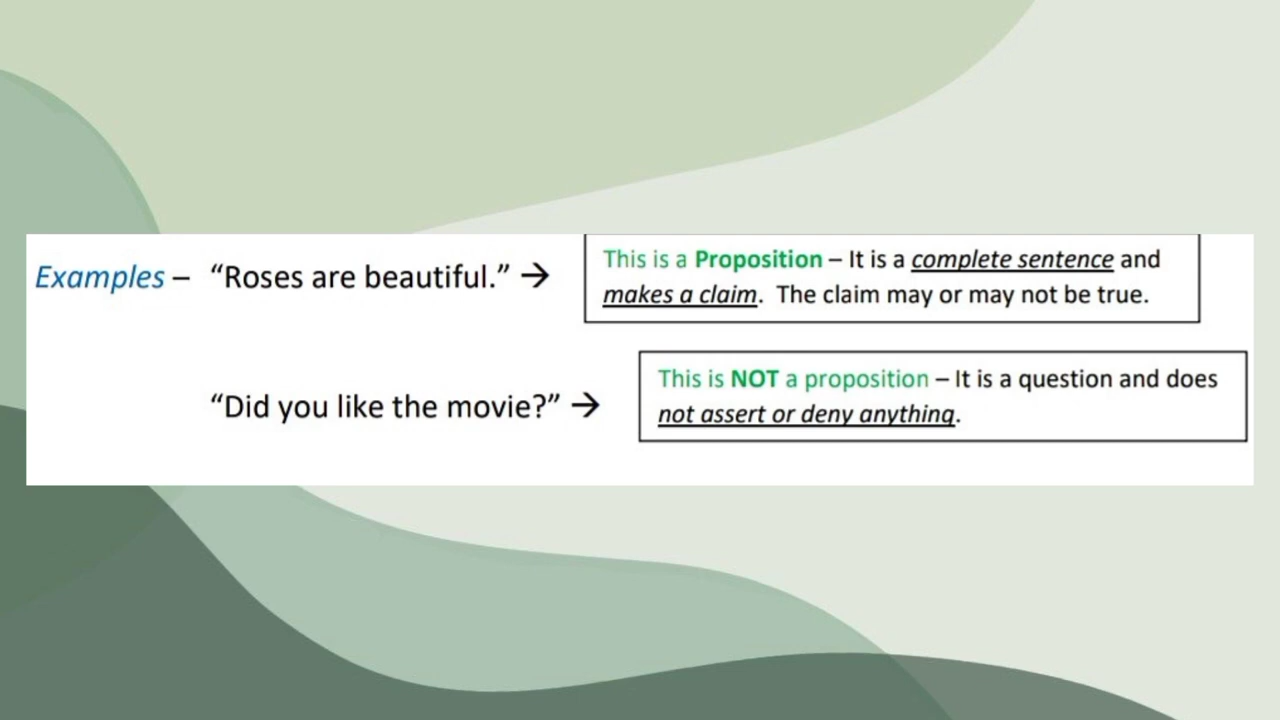 Examples – “Roses are beautiful.” →
This is a Proposition – It is a complete sentence and
makes a claim. The claim may or may not be true.
“Did you like the movie?” →
This is NOT a proposition – It is a question and does
not assert or deny anything.